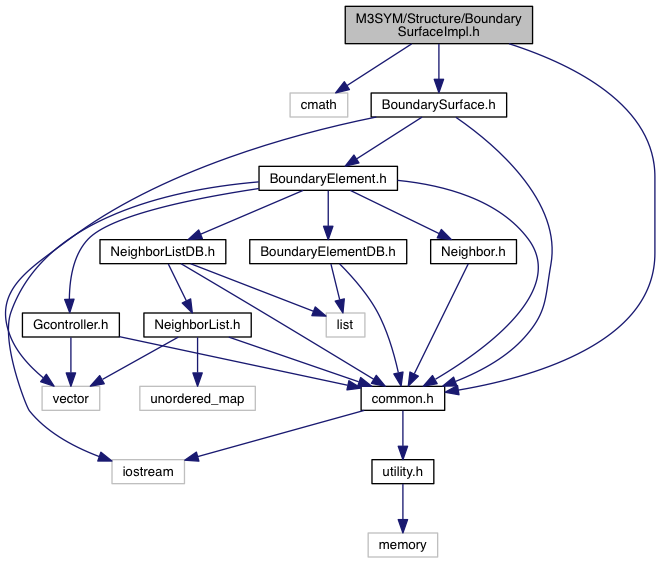 M3SYM/Structure/Boundary
SurfaceImpl.h
cmath
BoundarySurface.h
BoundaryElement.h
NeighborListDB.h
BoundaryElementDB.h
Neighbor.h
Gcontroller.h
NeighborList.h
list
vector
unordered_map
common.h
iostream
utility.h
memory